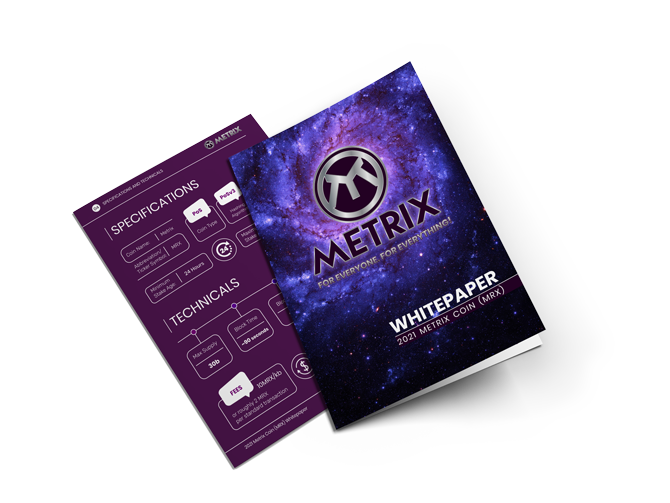 METRIX
SPECIFICATIONS AND TECHNICALS
SPECIFICATIONS
Coin Name: Metrix
PoS
PoSv3
Coin Type
Abbreviation/
Ticker Symbol: MRX
Minimum
Stake Age: 24 Hours
24
TECHNICALS
Max Supply
30b
Block Time
~90 seconds
FEES
10MRX/kb
or roughly 2 MRX
per standard transaction
2021 Metrix Coin (MRX) Whitepaper
METRIX
FOR EVERYONE. FOR EVERYTHING!
WHITEPAPER
2021 METRIX COIN (MRX)